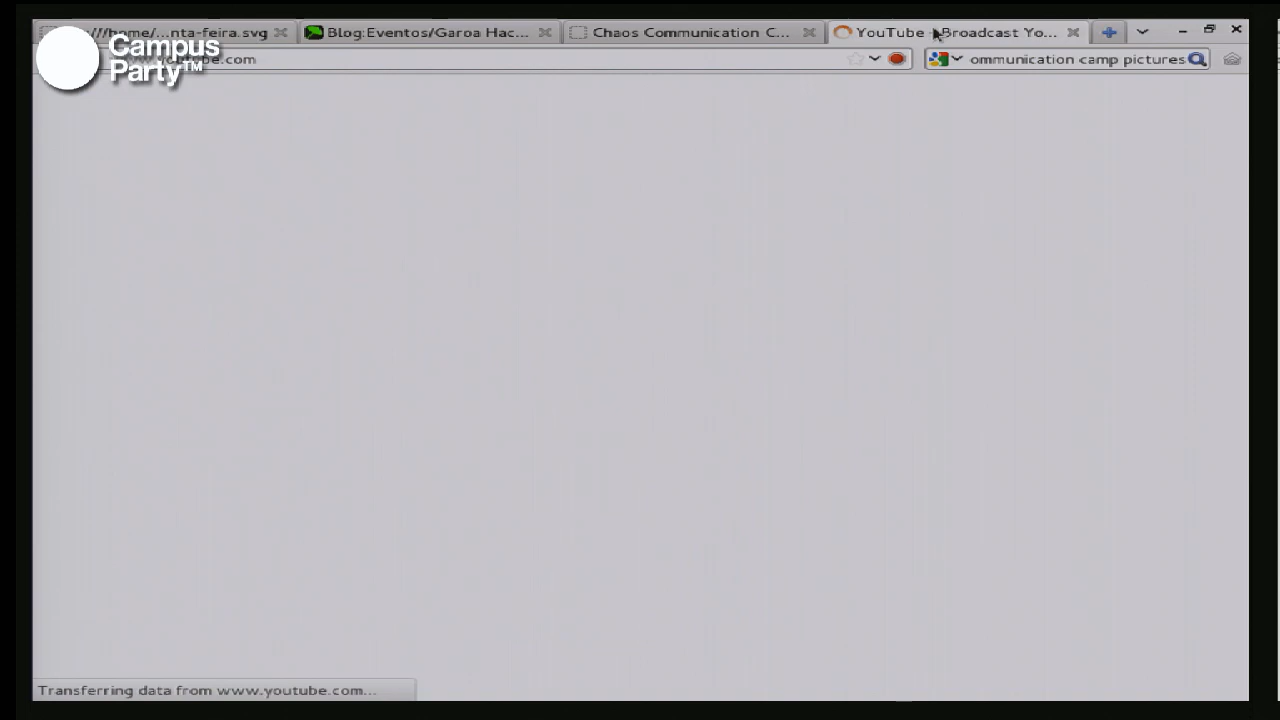 ///home/...nta-feira.svg
Blog:Eventos/Garoa Hac...
Chaos Communication C...
YouTube - Broadcast Yo...
Campus
Party™
.com
ommunication camp pictures
Transferring data from www.youtube.com...